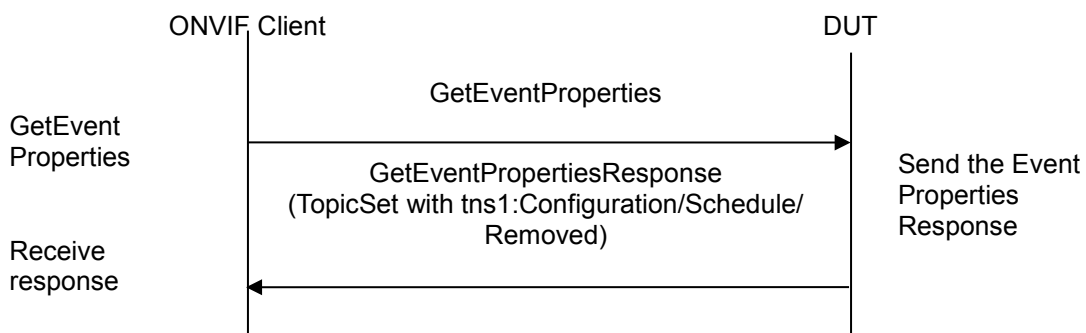 ONVIF Client
DUT
GetEventProperties
GetEvent
Properties
GetEventPropertiesResponse
(TopicSet with tns1:Configuration/Schedule/
Removed)
Send the Event
Properties
Response
Receive
response